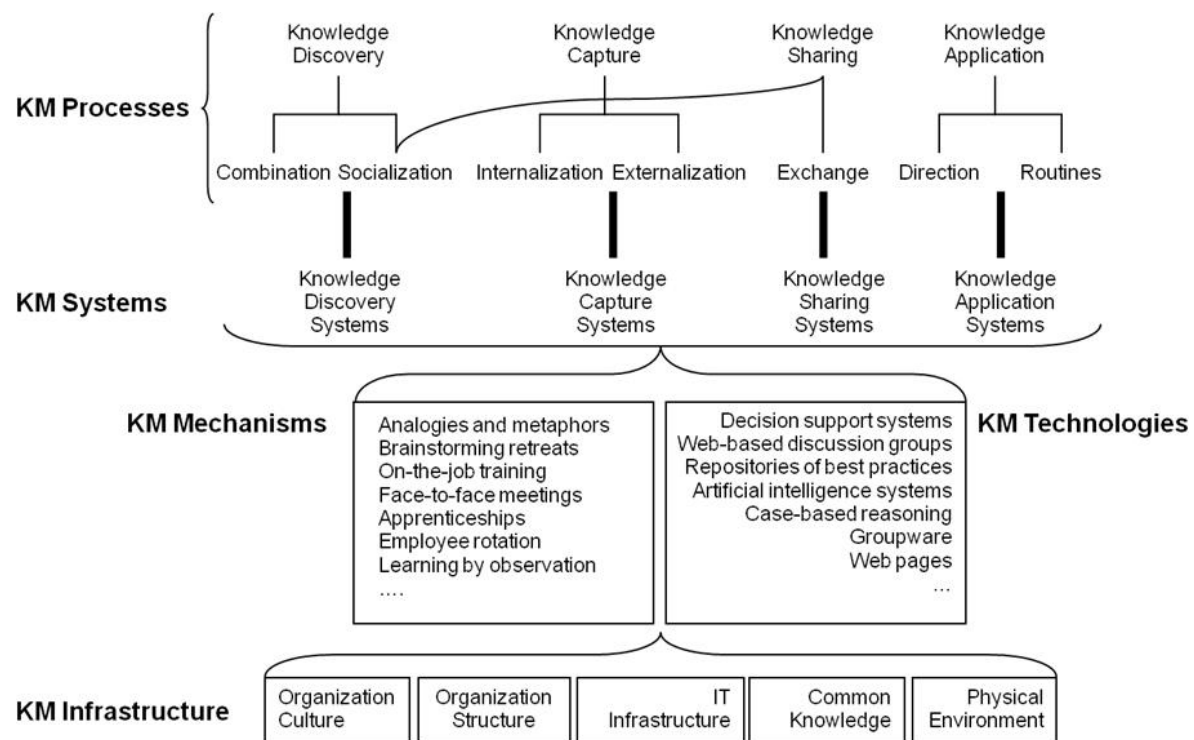 Knowledge Discovery
Knowledge Capture
Knowledge Sharing
Knowledge Application
KM Processes
Combination Socialization
Internalization Externalization
Exchange
Direction
Routines
KM Systems
Knowledge Discovery Systems
Knowledge Capture Systems
Knowledge Sharing Systems
Knowledge Application Systems
KM Mechanisms
Analogies and metaphors
Brainstorming retreats
On-the-job training
Face-to-face meetings
Apprenticeships
Employee rotation
Learning by observation
....
Decision support systems
Web-based discussion groups
Repositories of best practices
Artificial intelligence systems
Case-based reasoning
Groupware
Web pages
...
KM Technologies
KM Infrastructure
Organization Culture
Organization Structure
IT Infrastructure
Common Knowledge
Physical Environment